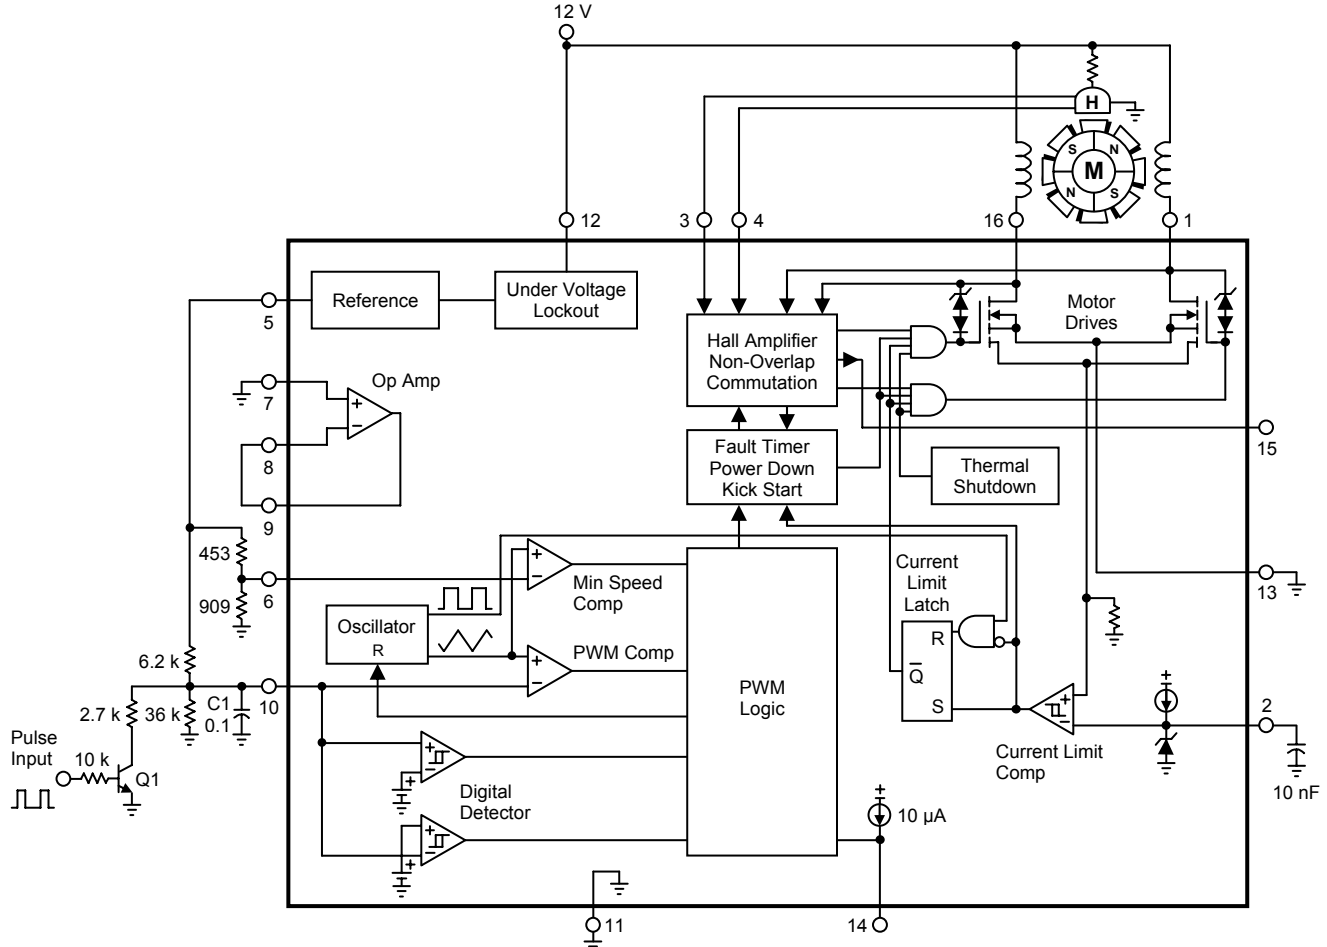 12 V
H
S
N
M
N
S
12
3
4
16
1
Reference
Under Voltage
Lockout
5
Motor
Drives
Hall Amplifier
Non-Overlap
Commutation
Op Amp
+
−
7
8
9
15
Fault Timer
Power Down
Kick Start
Thermal
Shutdown
453
909
6
+
−
Min Speed
Comp
Current
Limit
Latch
13
Oscillator
R
R
Q
S
6.2 k
+
−
PWM Comp
PWM
Logic
10
C1
0.1
2.7 k
36 k
+
−
+
2
Current Limit
Comp
10 nF
Pulse
Input
10 k
Q1
+
−
+
Digital
Detector
+
10 µA
+
−
+
11
14